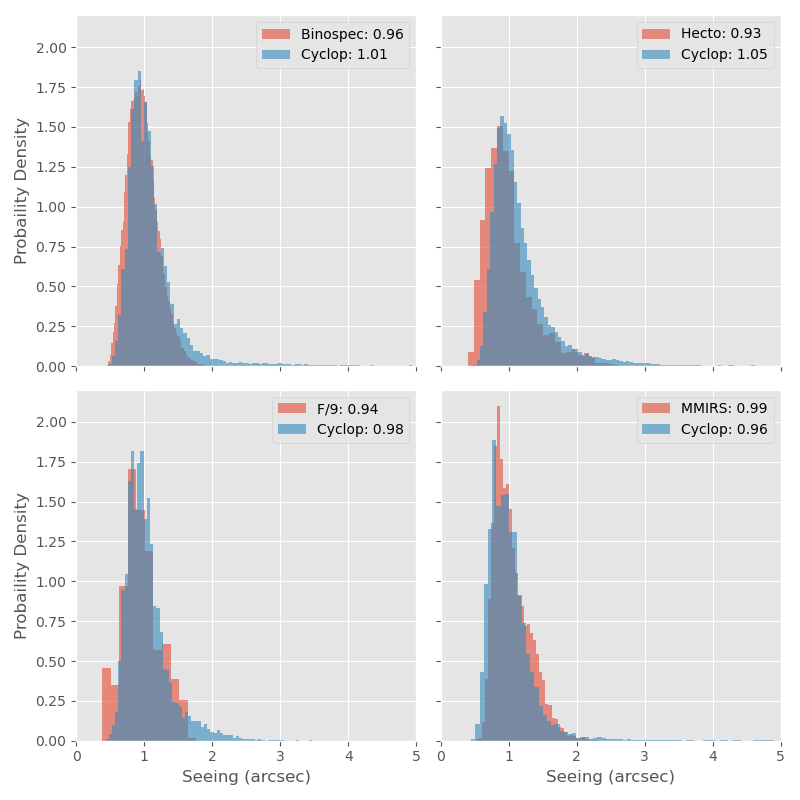 Binospec: 0.96
Cyclop: 1.01
Hecto: 0.93
Cyclop: 1.05
2.00
1.75
1.50
1.25
1.00
0.75
0.50
0.25
0.00
Probaility Density
F/9: 0.94
Cyclop: 0.98
MMIRS: 0.99
Cyclop: 0.96
2.00
1.75
1.50
1.25
1.00
0.75
0.50
0.25
0.00
Probaility Density
0 1 2 3 4 5
0 1 2 3 4 5
Seeing (arcsec)
Seeing (arcsec)